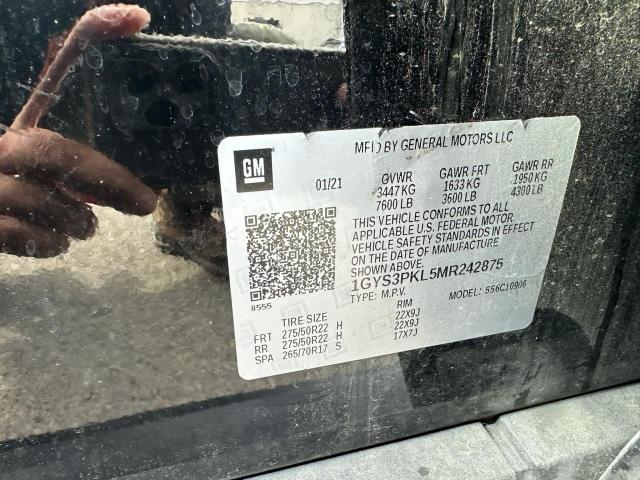 MFD BY GENERAL MOTORS LLC
GM
01/21
GVWR GAWR FRT GAWR RR
3447 KG 1633 KG 1950 KG
7600 LB 3600 LB 4300 LB
THIS VEHICLE CONFORMS TO ALL
APPLICABLE U.S. FEDERAL MOTOR
VEHICLE SAFETY STANDARDS IN EFFECT
ON THE DATE OF MANUFACTURE
SHOWN ABOVE.
1GYS3PKL5MR242875
TYPE: M.P.V. MODEL: 556C10906
8555
TIRE SIZE RIM
FRT 275/50R22 H 22X9J
RR 275/50R22 H 22X9J
SPA 265/70R17 S 17X7J